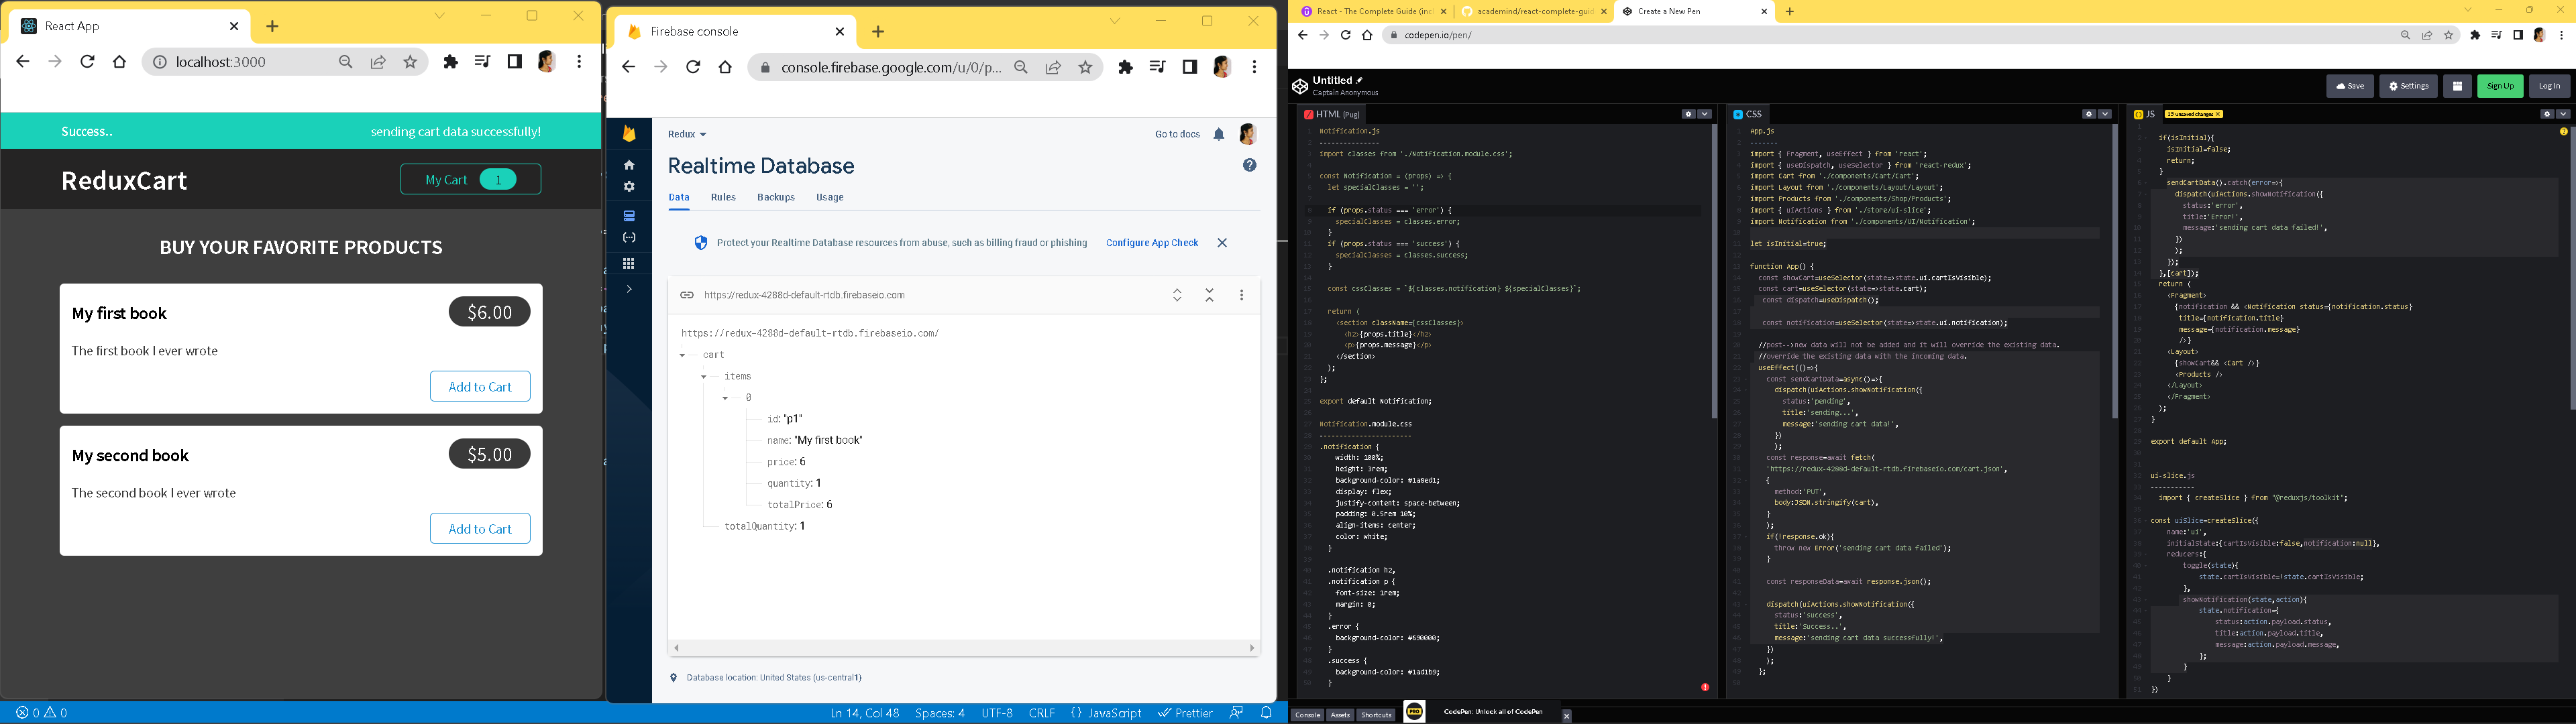 React App
localhost:3000
Success..
sending cart data successfully!
ReduxCart
My Cart 1
BUY YOUR FAVORITE PRODUCTS
My first book
$6.00
The first book I ever wrote
Add to Cart
My second book
$5.00
The second book I ever wrote
Add to Cart
Firebase console
console.firebase.google.com/u/0/p...
Redux
Go to docs
Realtime Database
Data Rules Backups Usage
Protect your Realtime Database resources from abuse, such as billing fraud or phishing
Configure App Check
https://redux-4288d-default-rtdb.firebaseio.com
https://redux-4288d-default-rtdb.firebaseio.com/
cart
items
0
id: "p1"
name: "My first book"
price: 6
quantity: 1
totalPrice: 6
totalQuantity: 1
Database location: United States (us-central1)
0 0
Ln 14, Col 48 Spaces: 4 UTF-8 CRLF {} JavaScript Prettier
React - The Complete Guide (incl
academind/react-complete-guid
Create a New Pen
codepen.io/pen/
Untitled
Captain Anonymous
Save Settings Sign Up Log In
HTML (Pug)
Notification.js
---------------
import classes from './Notification.module.css';
const Notification = (props) => {
let specialClasses = '';
if (props.status === 'error') {
specialClasses = classes.error;
}
if (props.status === 'success') {
specialClasses = classes.success;
}
const cssClasses = `${classes.notification} ${specialClasses}`;
return (
<section className={cssClasses}>
<h2>{props.title}</h2>
<p>{props.message}</p>
</section>
);
};
export default Notification;
Notification.module.css
-----------------------
.notification {
width: 100%;
height: 3rem;
background-color: #1a8ed1;
display: flex;
justify-content: space-between;
padding: 0.5rem 10%;
align-items: center;
color: white;
}
.notification h2,
.notification p {
font-size: 1rem;
margin: 0;
}
.error {
background-color: #690000;
}
.success {
background-color: #1ad1b9;
}
CSS
App.js
-------
import { Fragment, useEffect } from 'react';
import { useDispatch, useSelector } from 'react-redux';
import Cart from './components/Cart/Cart';
import Layout from './components/Layout/Layout';
import Products from './components/Shop/Products';
import { uiActions } from './store/ui-slice';
import Notification from './components/UI/Notification';
let isInitial=true;
function App() {
const showCart=useSelector(state=>state.ui.cartIsVisible);
const cart=useSelector(state=>state.cart);
const dispatch=useDispatch();
const notification=useSelector(state=>state.ui.notification);
//post-->new data will not be added and it will override the existing data.
//override the existing data with the incoming data.
useEffect(()=>{
const sendCartData=async()=>{
dispatch(uiActions.showNotification({
status:'pending',
title:'sending...',
message:'sending cart data!',
})
);
const response=await fetch(
'https://redux-4288d-default-rtdb.firebaseio.com/cart.json',
{
method:'PUT',
body:JSON.stringify(cart),
}
);
if(!response.ok){
throw new Error('sending cart data failed');
}
const responseData=await response.json();
dispatch(uiActions.showNotification({
status:'success',
title:'Success..',
message:'sending cart data successfully!',
})
);
};
JS
15 unsaved changes X
if(isInitial){
isInitial=false;
return;
}
sendCartData().catch(error=>{
dispatch(uiActions.showNotification({
status:'error',
title:'Error!',
message:'sending cart data failed!',
})
);
});
},[cart]);
return (
<Fragment>
{notification && <Notification status={notification.status}
title={notification.title}
message={notification.message}
/>}
<Layout>
{showCart&& <Cart />}
<Products />
</Layout>
</Fragment>
);
}
export default App;
ui-slice.js
-----------
import { createSlice } from "@reduxjs/toolkit";
const uiSlice=createSlice({
name:'ui',
initialState:{cartIsVisible:false,notification:null},
reducers:{
toggle(state){
state.cartIsVisible=!state.cartIsVisible;
},
showNotification(state,action){
state.notification={
status:action.payload.status,
title:action.payload.title,
message:action.payload.message,
};
}
}
})
Console Assets Shortcuts
PRO
CodePen: Unlock all of CodePen